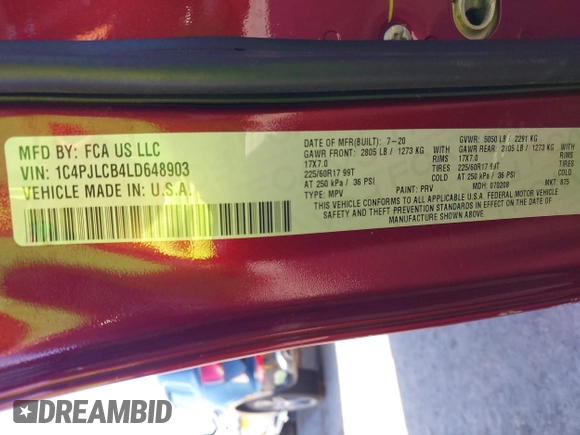 MFD BY: FCA US LLC
VIN: 1C4PJLCB4LD648903
VEHICLE MADE IN: U.S.A.
DATE OF MFR(BUILT): 7-20
GVWR: 5050 LB / 2291 KG
GAWR FRONT: 2805 LB / 1273 KG WITH
GAWR REAR: 2805 LB / 1273 KG WITH
17X7.0 RIMS
17X7.0 RIMS
225/60R17 99T TIRES
225/60R17 99T TIRES
AT 250 kPa / 36 PSI COLD
AT 250 kPa / 36 PSI COLD
TYPE: MPV
PAINT: PRV
MDH: 070208
MKT: 875
THIS VEHICLE CONFORMS TO ALL APPLICABLE U.S.A. FEDERAL MOTOR VEHICLE
SAFETY AND THEFT PREVENTION STANDARDS IN EFFECT ON THE DATE OF
MANUFACTURE SHOWN ABOVE.
DREAMBID